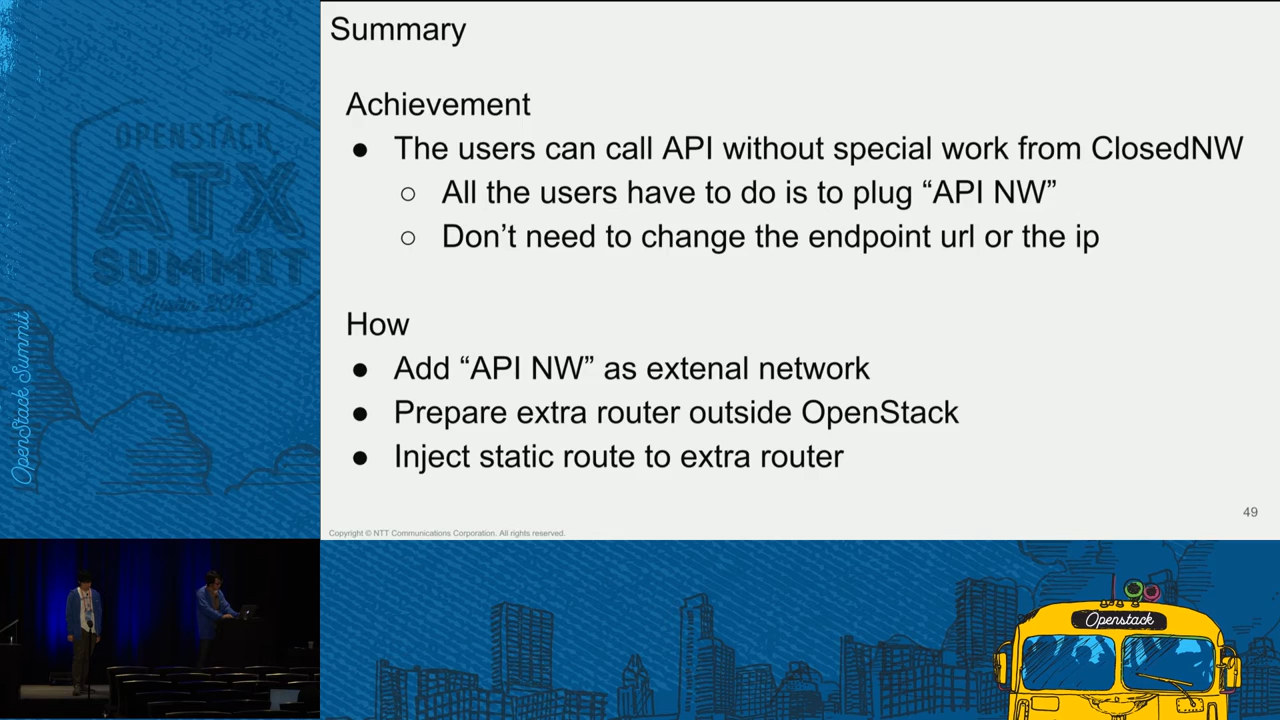 Summary
Achievement
● The users can call API without special work from ClosedNW
○ All the users have to do is to plug “API NW”
○ Don’t need to change the endpoint url or the ip
How
● Add “API NW” as extenal network
● Prepare extra router outside OpenStack
● Inject static route to extra router
49
Copyright © NTT Communications Corporation. All rights reserved.
OPENSTACK
ATX
SUMMIT
Austin 2016
OpenStack Summit
Openstack